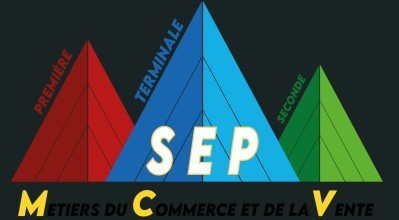 PREMIÈRE
TERMINALE
SECONDE
SEP
METIERS DU COMMERCE ET DE LA VENTE